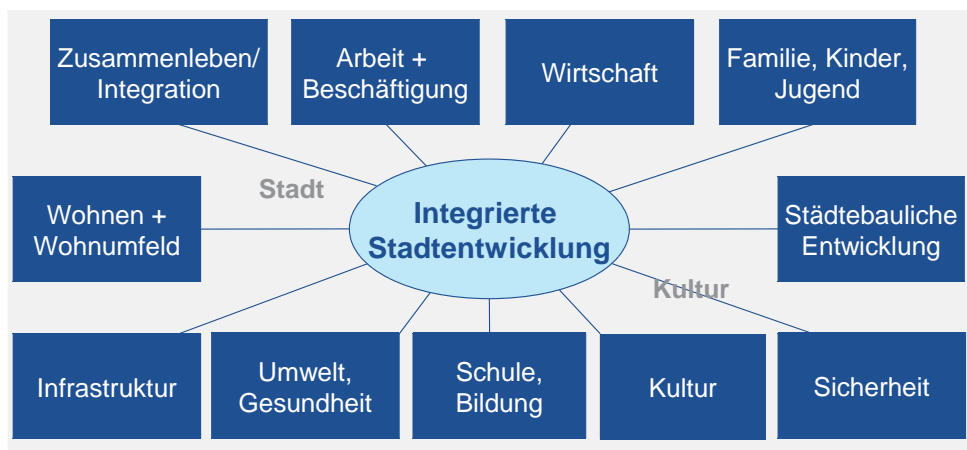 Zusammenleben/
Integration
Arbeit +
Beschäftigung
Wirtschaft
Familie, Kinder,
Jugend
Stadt
Wohnen +
Wohnumfeld
Integrierte
Stadtentwicklung
Städtebauliche
Entwicklung
Kultur
Infrastruktur
Umwelt,
Gesundheit
Schule,
Bildung
Kultur
Sicherheit